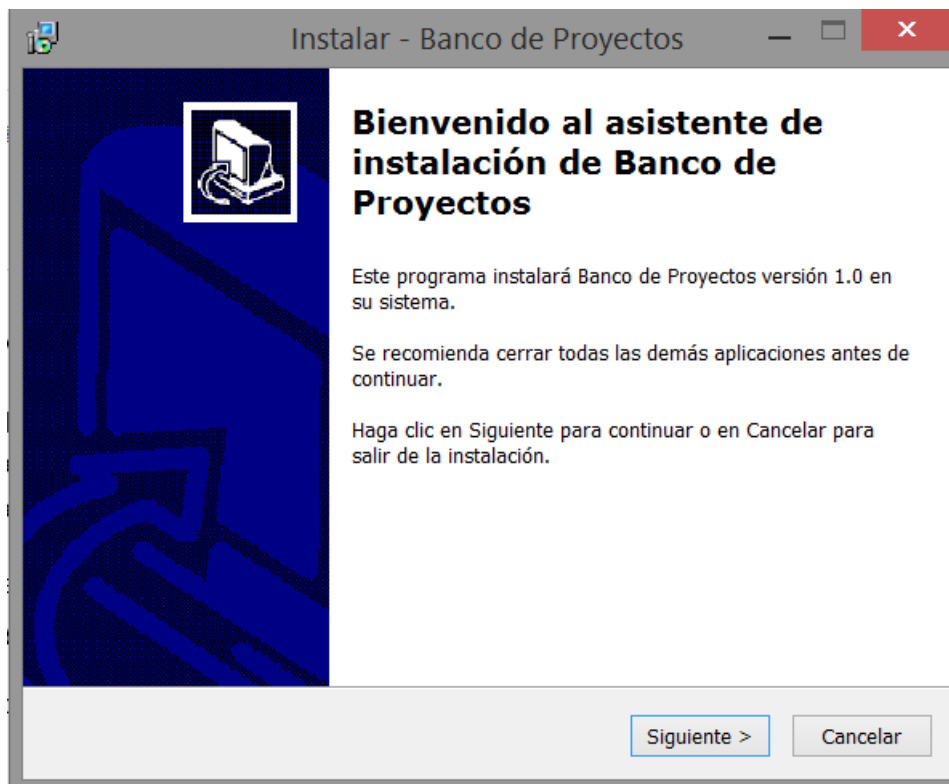 Instalar - Banco de Proyectos
Bienvenido al asistente de
instalación de Banco de
Proyectos
Este programa instalará Banco de Proyectos versión 1.0 en
su sistema.
Se recomienda cerrar todas las demás aplicaciones antes de
continuar.
Haga clic en Siguiente para continuar o en Cancelar para
salir de la instalación.
Siguiente >
Cancelar